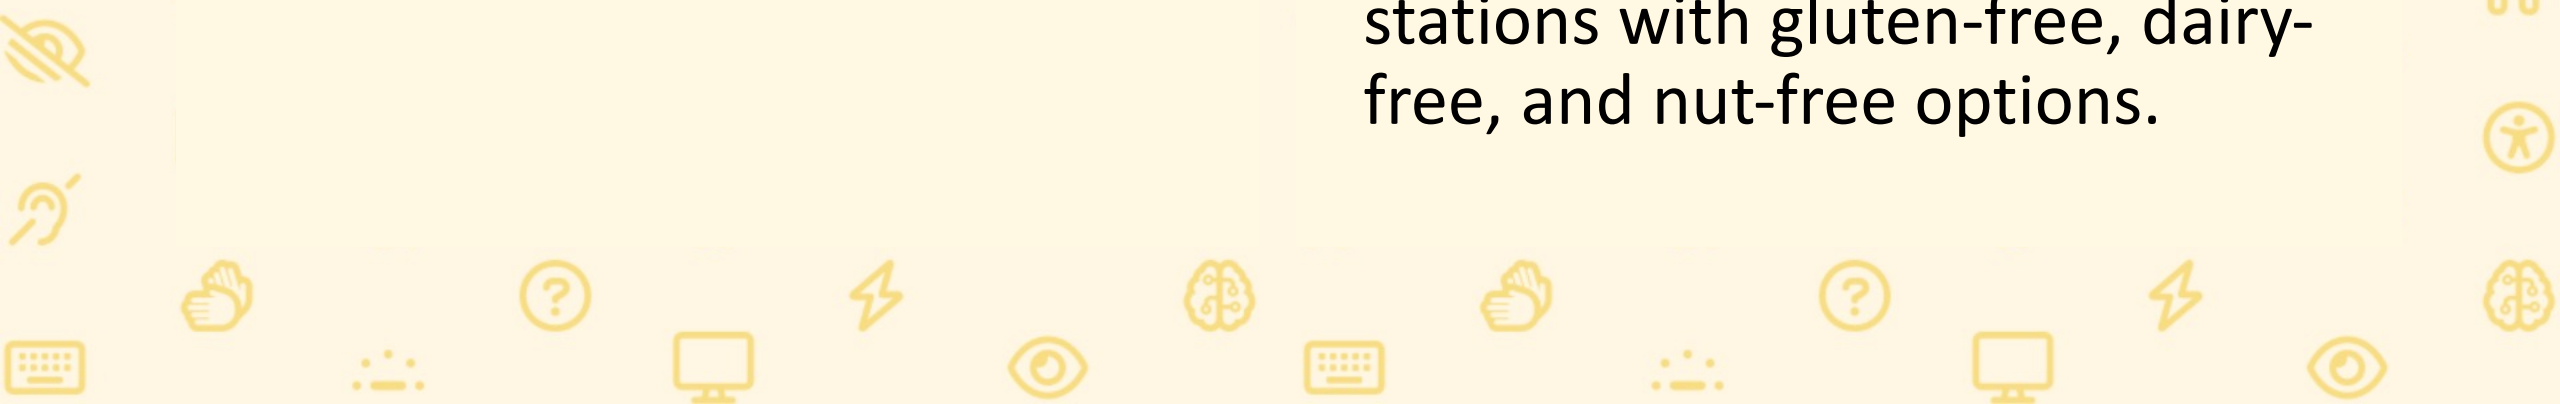 stations with gluten-free, dairy-
free, and nut-free options.